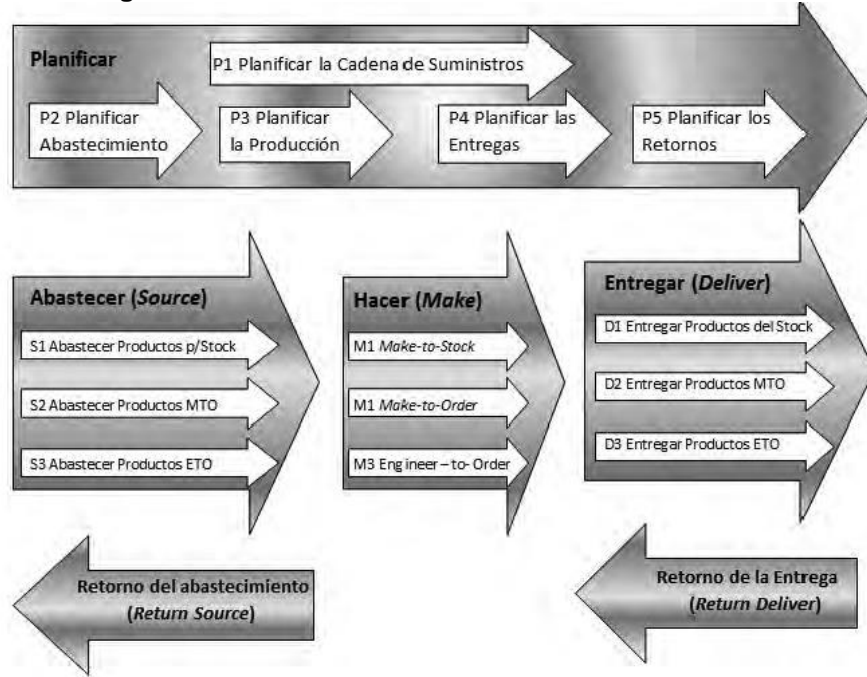 Planificar
P1 Planificar la Cadena de Suministros
P2 Planificar
Abastecimiento
P3 Planificar
la Producción
P4 Planificar las
Entregas
P5 Planificar los
Retornos
Abastecer (Source)
S1 Abastecer Productos p/Stock
S2 Abastecer Productos MTO
S3 Abastecer Productos ETO
Hacer (Make)
M1 Make-to-Stock
M1 Make-to-Order
M3 Engineer – to- Order
Entregar (Deliver)
D1 Entregar Productos del Stock
D2 Entregar Productos MTO
D3 Entregar Productos ETO
Retorno del abastecimiento
(Return Source)
Retorno de la Entrega
(Return Deliver)